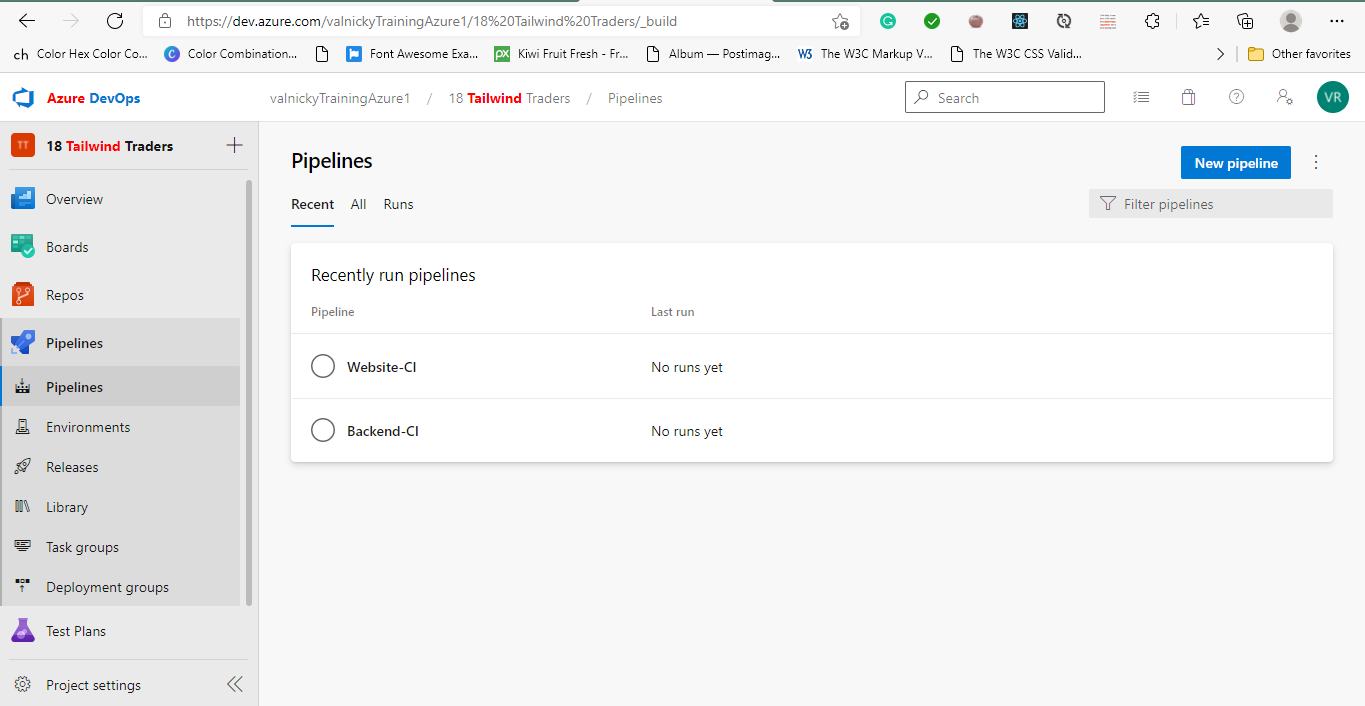 https://dev.azure.com/valnickyTrainingAzure1/18%20Tailwind%20Traders/_build
ch Color Hex Color Co... C Color Combination... Font Awesome Exa... px Kiwi Fruit Fresh - Fr... Album — Postimag... W3 The W3C Markup V... The W3C CSS Valid... Other favorites
Azure DevOps valnickyTrainingAzure1 / 18 Tailwind Traders / Pipelines Search VR
TT 18 Tailwind Traders
Overview
Boards
Repos
Pipelines
Pipelines
Environments
Releases
Library
Task groups
Deployment groups
Test Plans
Project settings
Pipelines New pipeline
Recent All Runs Filter pipelines
Recently run pipelines
Pipeline Last run
Website-CI No runs yet
Backend-CI No runs yet